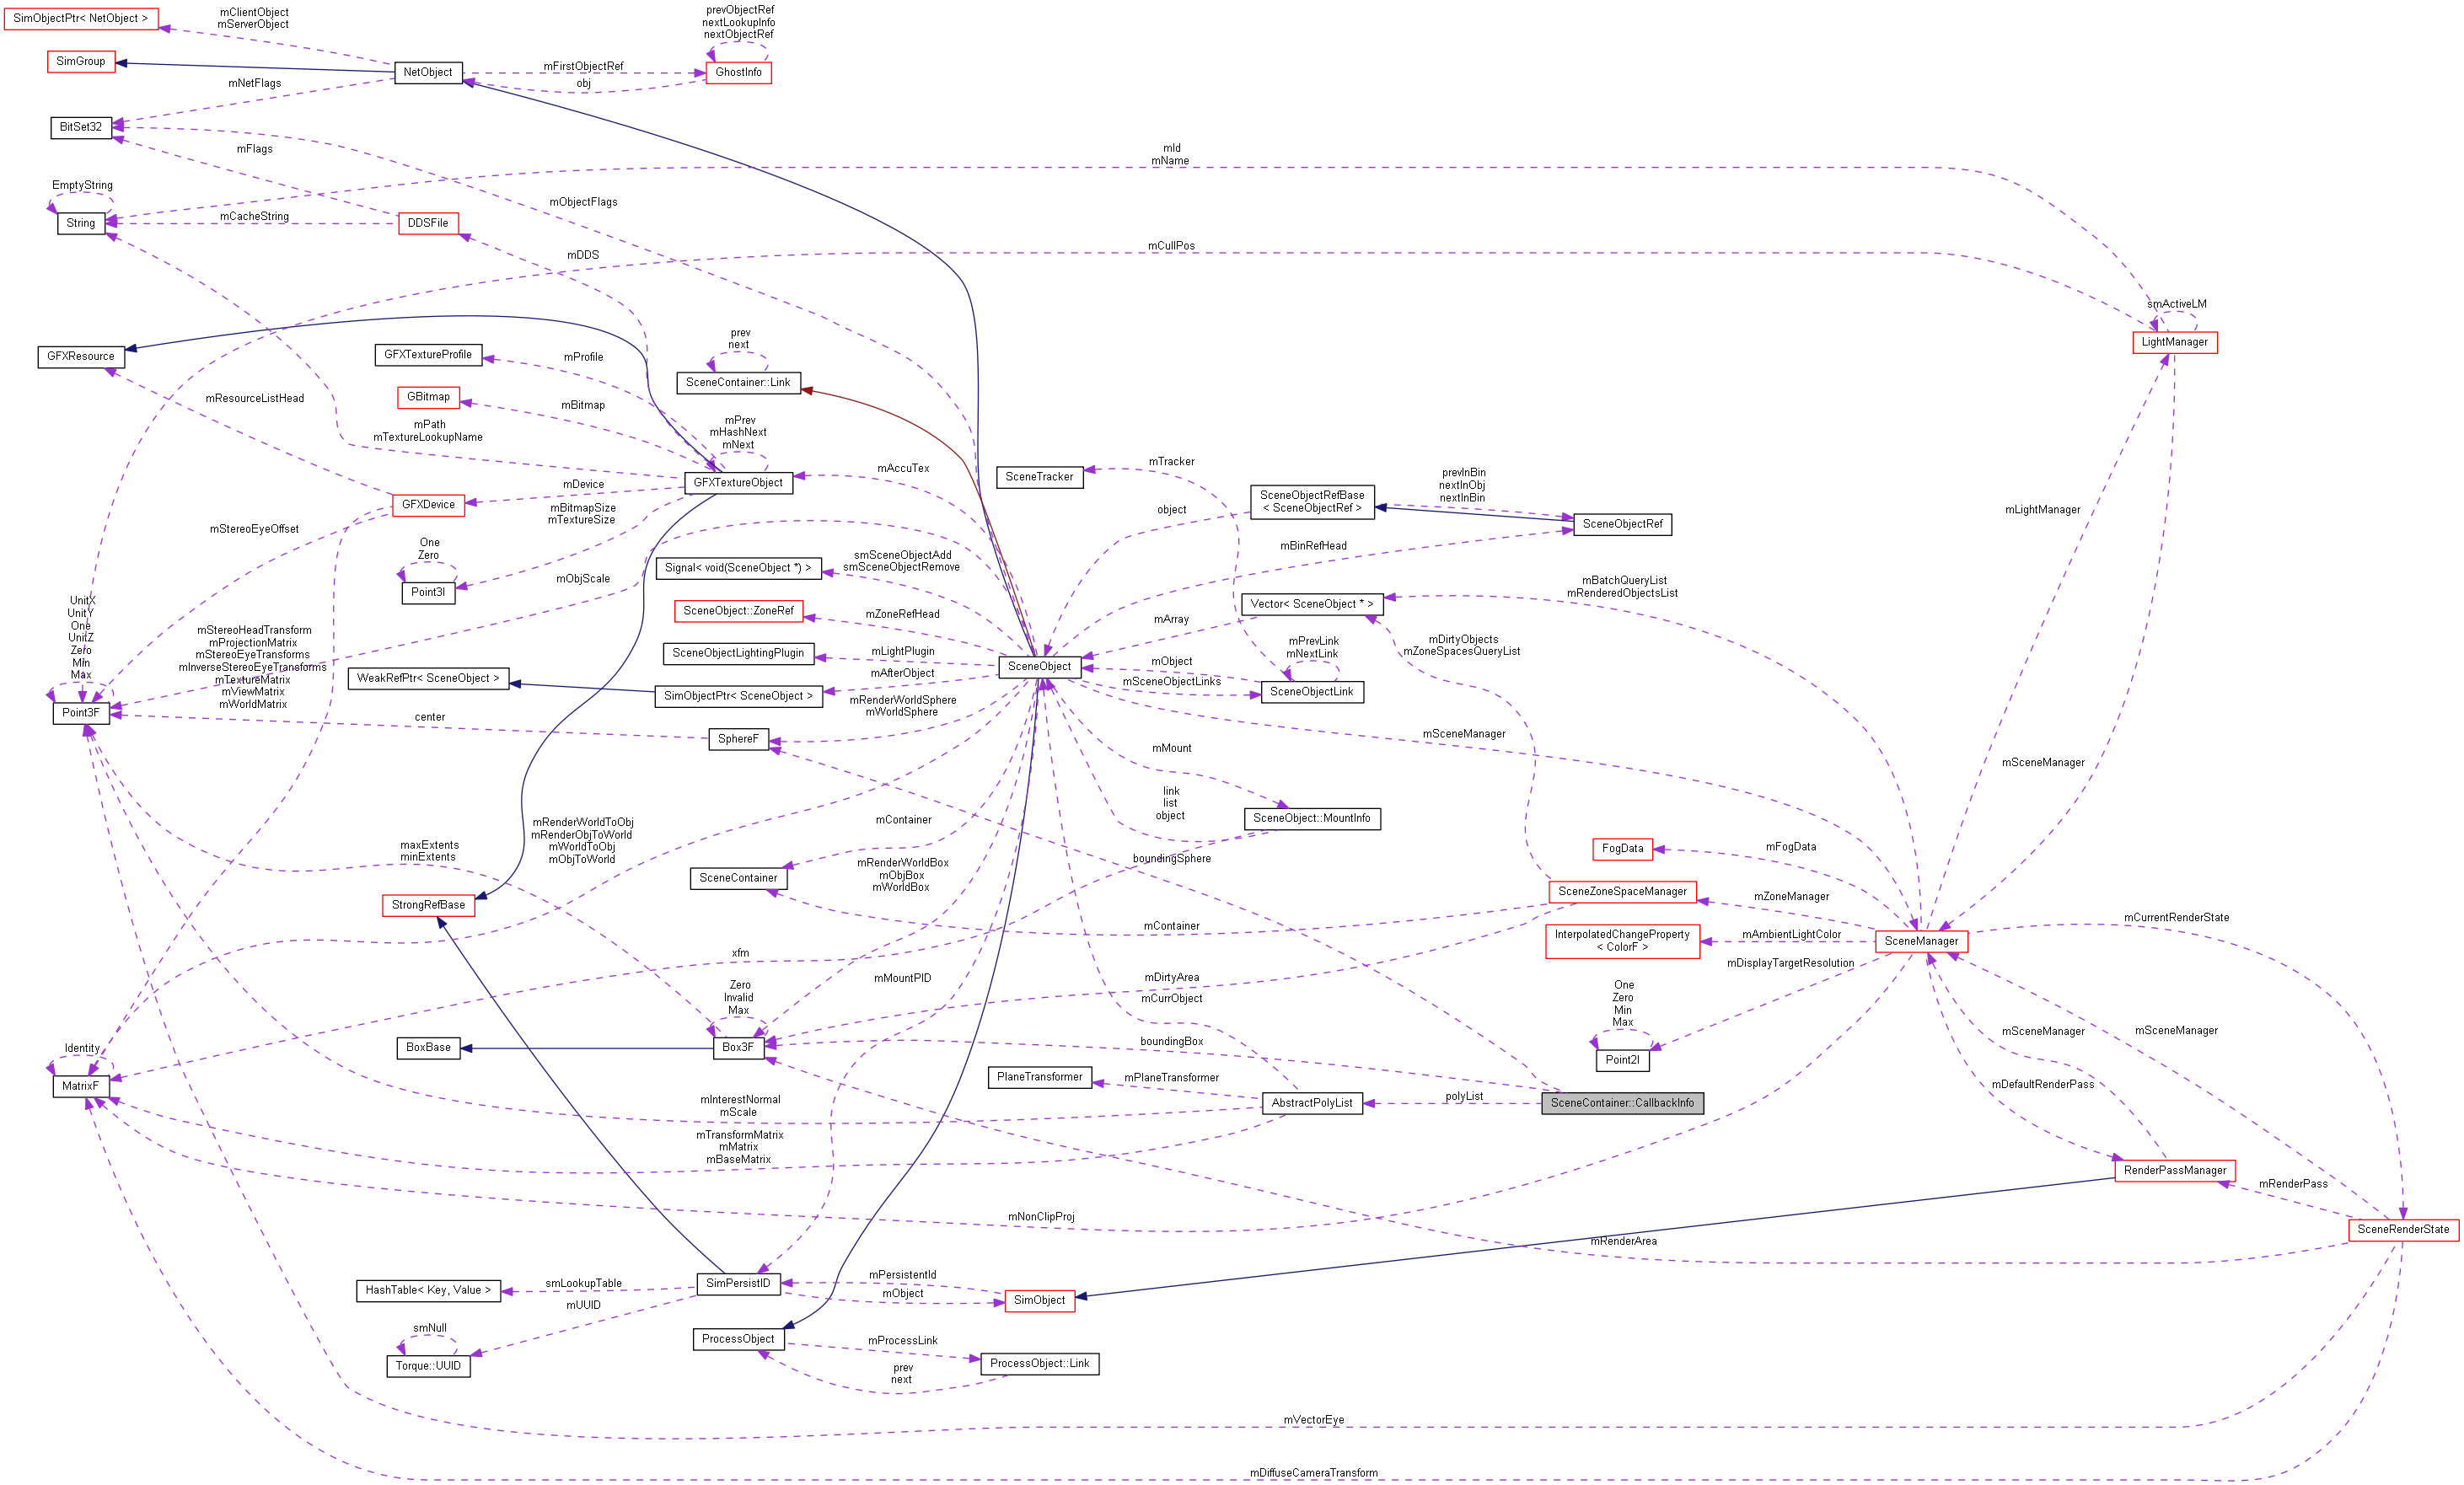 SimObjectPtr< NetObject >
mClientObject
mServerObject
prevObjectRef
nextLookupInfo
nextObjectRef
SimGroup
NetObject
mFirstObjectRef
GhostInfo
obj
mNetFlags
BitSet32
mFlags
mId
mName
EmptyString
String
mCacheString
DDSFile
mObjectFlags
mDDS
mCullPos
smActiveLM
LightManager
GFXResource
GFXTextureProfile
mProfile
prev
next
SceneContainer::Link
mResourceListHead
GBitmap
mBitmap
mPath
mTextureLookupName
mPrev
mHashNext
mNext
GFXTextureObject
mAccuTex
SceneTracker
mTracker
mDevice
GFXDevice
mBitmapSize
mTextureSize
SceneObjectRefBase
< SceneObjectRef >
prevInBin
nextInObj
nextInBin
SceneObjectRef
object
mBinRefHead
mLightManager
mStereoEyeOffset
One
Zero
Point3I
mObjScale
Signal< void(SceneObject *) >
smSceneObjectAdd
smSceneObjectRemove
SceneObject::ZoneRef
mZoneRefHead
Vector< SceneObject * >
mBatchQueryList
mRenderedObjectsList
mArray
mDirtyObjects
mZoneSpacesQueryList
UnitX
UnitY
One
UnitZ
Zero
Min
Max
Point3F
mStereoHeadTransform
mProjectionMatrix
mStereoEyeTransforms
mInverseStereoEyeTransforms
mTextureMatrix
mViewMatrix
mWorldMatrix
WeakRefPtr< SceneObject >
SceneObjectLightingPlugin
mLightPlugin
SimObjectPtr< SceneObject >
mAfterObject
SceneObject
mObject
mSceneObjectLinks
mPrevLink
mNextLink
SceneObjectLink
center
SphereF
mRenderWorldSphere
mWorldSphere
mSceneManager
mMount
link
list
object
SceneObject::MountInfo
mSceneManager
maxExtents
minExtents
mRenderWorldToObj
mRenderObjToWorld
mWorldToObj
mObjToWorld
mContainer
SceneContainer
mRenderWorldBox
mObjBox
mWorldBox
boundingSphere
FogData
mFogData
SceneZoneSpaceManager
mZoneManager
StrongRefBase
mContainer
InterpolatedChangeProperty
< ColorF >
mAmbientLightColor
SceneManager
mCurrentRenderState
xfm
mDirtyArea
mMountPID
mCurrObject
mDisplayTargetResolution
Zero
Invalid
Max
Box3F
BoxBase
One
Zero
Min
Max
Point2I
mSceneManager
mSceneManager
boundingBox
Identity
MatrixF
PlaneTransformer
mPlaneTransformer
AbstractPolyList
polyList
SceneContainer::CallbackInfo
mDefaultRenderPass
mInterestNormal
mScale
mTransformMatrix
mMatrix
mBaseMatrix
RenderPassManager
mRenderPass
mNonClipProj
SceneRenderState
mRenderArea
HashTable< Key, Value >
smLookupTable
SimPersistID
mPersistentId
mObject
SimObject
mUUID
smNull
Torque::UUID
ProcessObject
mProcessLink
ProcessObject::Link
prev
next
mVectorEye
mDiffuseCameraTransform